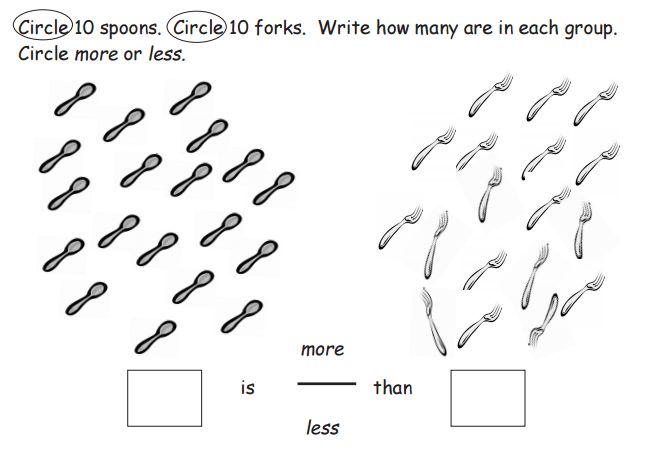 Circle 10 spoons. Circle 10 forks. Write how many are in each group.
Circle more or less.
more
is ____ than
less